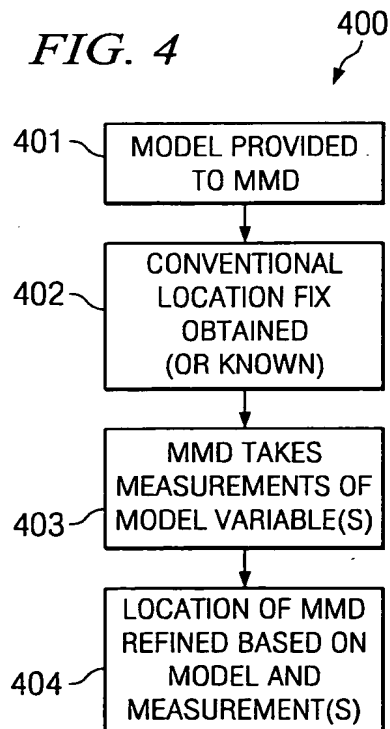 FIG. 4
400
401
MODEL PROVIDED
TO MMD
402
CONVENTIONAL
LOCATION FIX
OBTAINED
(OR KNOWN)
403
MMD TAKES
MEASUREMENTS OF
MODEL VARIABLE(S)
404
LOCATION OF MMD
REFINED BASED ON
MODEL AND
MEASUREMENT(S)